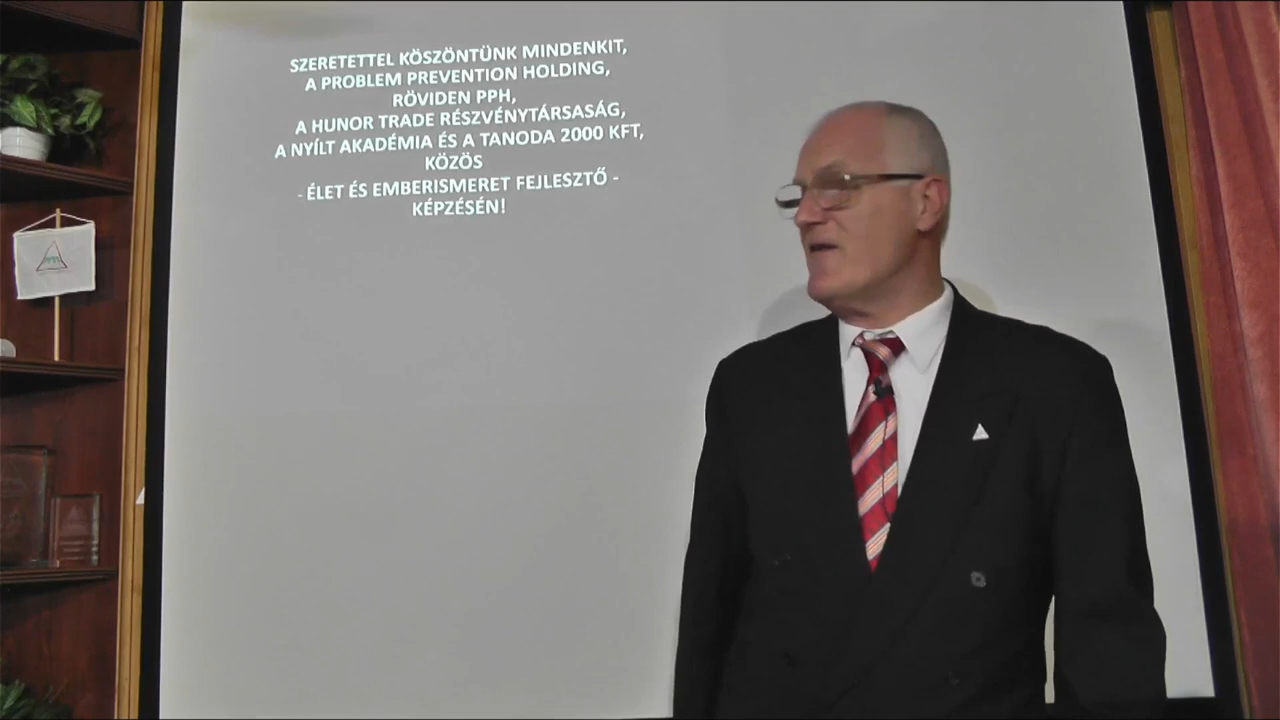 SZERETETTEL KÖSZÖNTÜNK MINDENKIT,
A PROBLEM PREVENTION HOLDING,
RÖVIDEN PPH,
A HUNOR TRADE RÉSZVÉNYTÁRSASÁG,
A NYÍLT AKADÉMIA ÉS A TANODA 2000 KFT,
KÖZÖS
- ÉLET ÉS EMBERISMERET FEJLESZTŐ -
KÉPZÉSÉN!